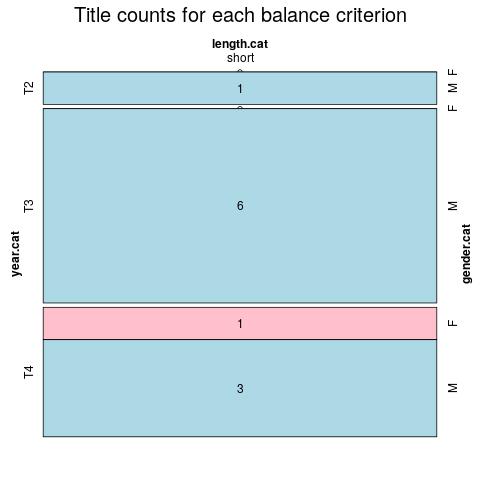 Title counts for each balance criterion
length.cat
short
T2
1
F
M
T3
6
F
M
year.cat
gender.cat
T4
1
F
3
M